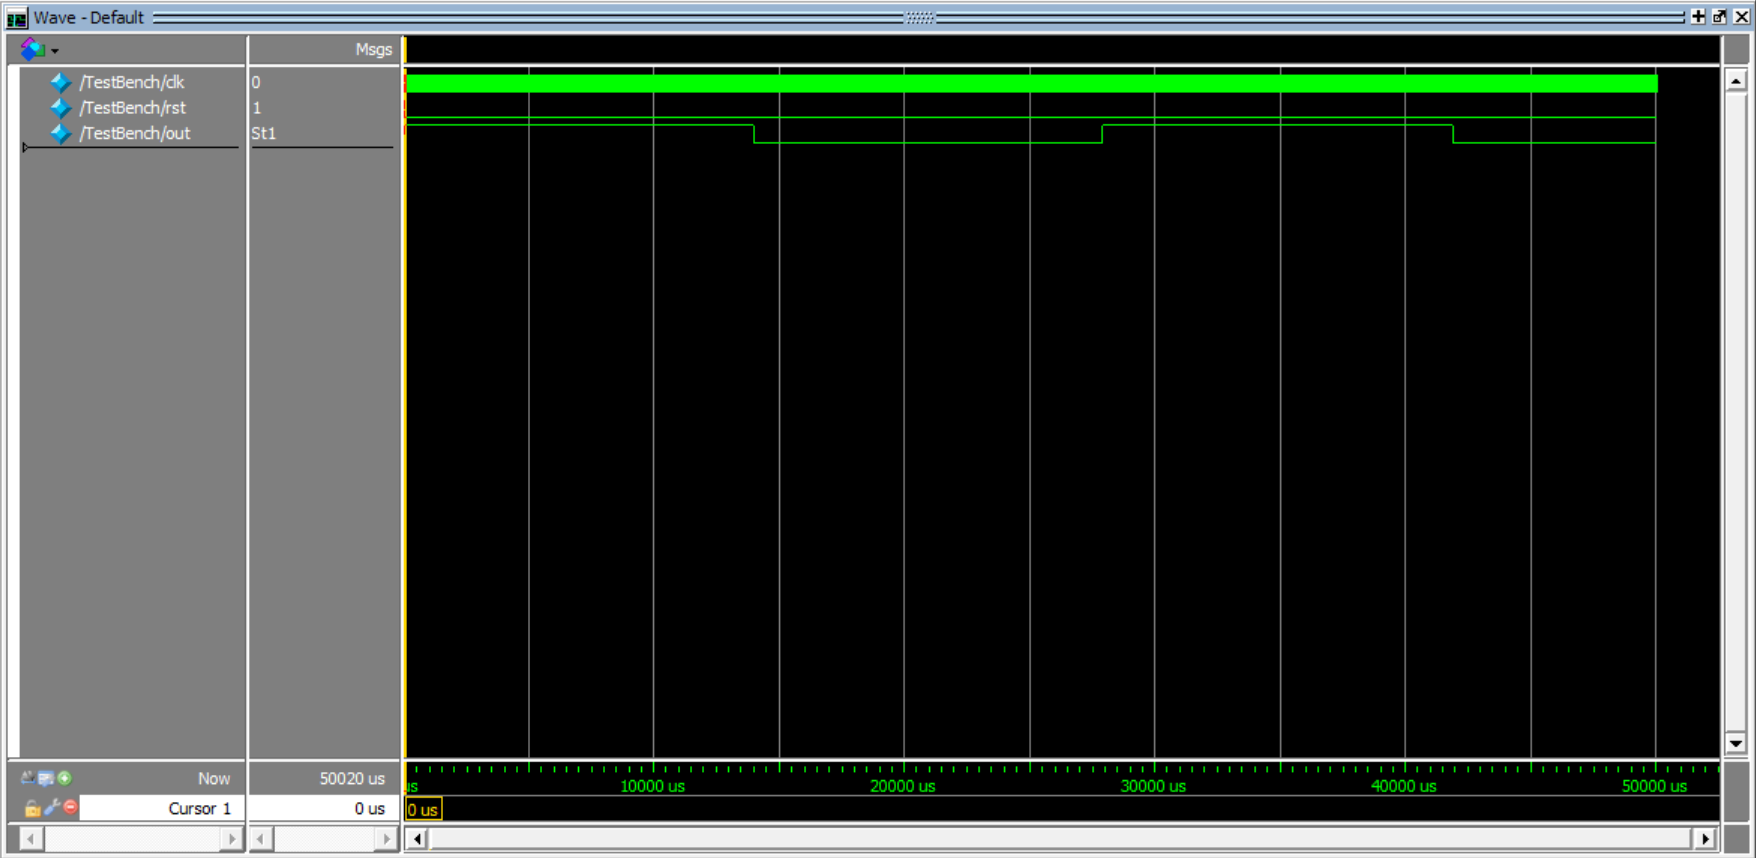 Wave - Default
Msgs
/TestBench/clk 0
/TestBench/rst 1
/TestBench/out St1
Now 50020 us
us 10000 us 20000 us 30000 us 40000 us 50000 us
Cursor 1 0 us 0 us